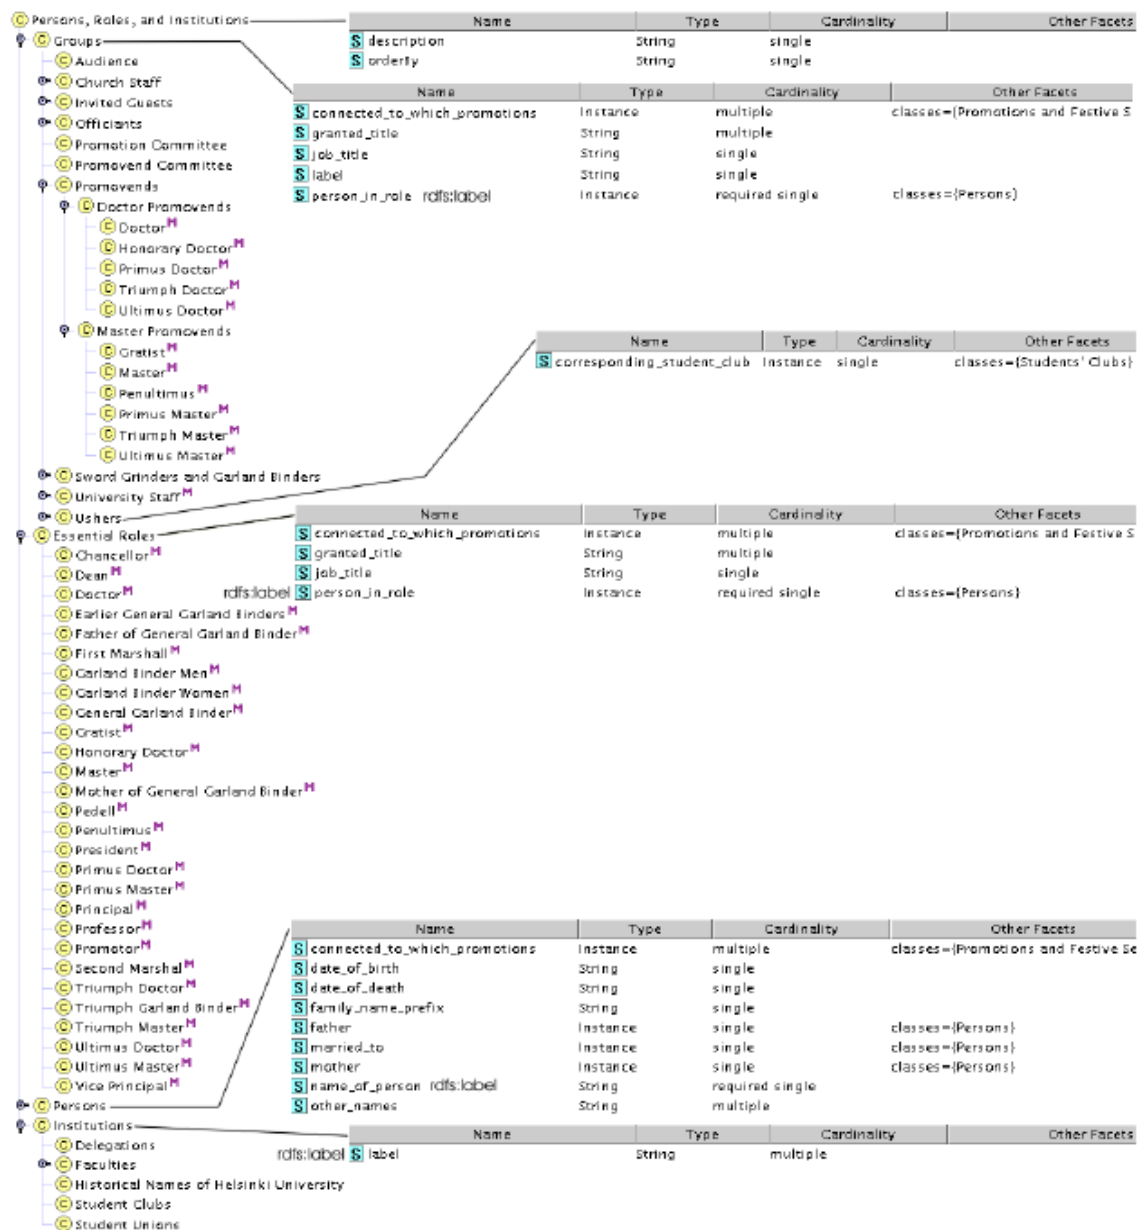 Persons, Roles, and Institutions
Name Type Cardinality Other Facets
S description String single
S orderBy String single
Groups
Audience
Church Staff
Invited Guests
Officiants
Promotion Committee
Promovend Committee
Promovends
Name Type Cardinality Other Facets
S connected_to_which_promotions Instance multiple classes={Promotions and Festive S
S granted_title String multiple
S job_title String single
S label String single
S person_in_role rdfs:label Instance required single classes={Persons}
Doctor Promovends
C Doctor M
C Honorary Doctor M
C Primus Doctor M
C Triumph Doctor M
C Ultimus Doctor M
C Master Promovends
C Gratist M
C Master M
C Penultimus M
C Primus Master M
C Triumph Master M
C Ultimus Master M
Name Type Cardinality Other Facets
S corresponding_student_club Instance single classes={Students' Clubs}
C Sword Grinders and Garland Binders
C University Staff M
C Ushers
C Essential Roles
Name Type Cardinality Other Facets
S connected_to_which_promotions Instance multiple classes={Promotions and Festive S
S granted_title String multiple
S job_title String single
rdfs:label S person_in_role Instance required single classes={Persons}
C Chancellor M
C Dean M
C Doctor M
C Earlier General Garland Binders M
C Father of General Garland Binder M
C First Marshall M
C Garland Binder Men M
C Garland Binder Women M
C General Garland Binder M
C Gratist M
C Honorary Doctor M
C Master M
C Mother of General Garland Binder M
C Pedell M
C Penultimus M
C President M
C Primus Doctor M
C Primus Master M
C Principal M
C Professor M
C Promotor M
C Second Marshal M
C Triumph Doctor M
C Triumph Garland Binder M
C Triumph Master M
C Ultimus Doctor M
C Ultimus Master M
C Vice Principal M
C Persons
Name Type Cardinality Other Facets
S connected_to_which_promotions Instance multiple classes={Promotions and Festive Se
S date_of_birth String single
S date_of_death String single
S family_name_prefix String single
S father Instance single classes={Persons}
S married_to Instance single classes={Persons}
S mother Instance single classes={Persons}
S name_of_person rdfs:label String required single
S other_names String multiple
C Institutions
Name Type Cardinality Other Facets
rdfs:label S label String multiple
C Delegations
C Faculties
C Historical Names of Helsinki University
C Student Clubs
C Student Unions